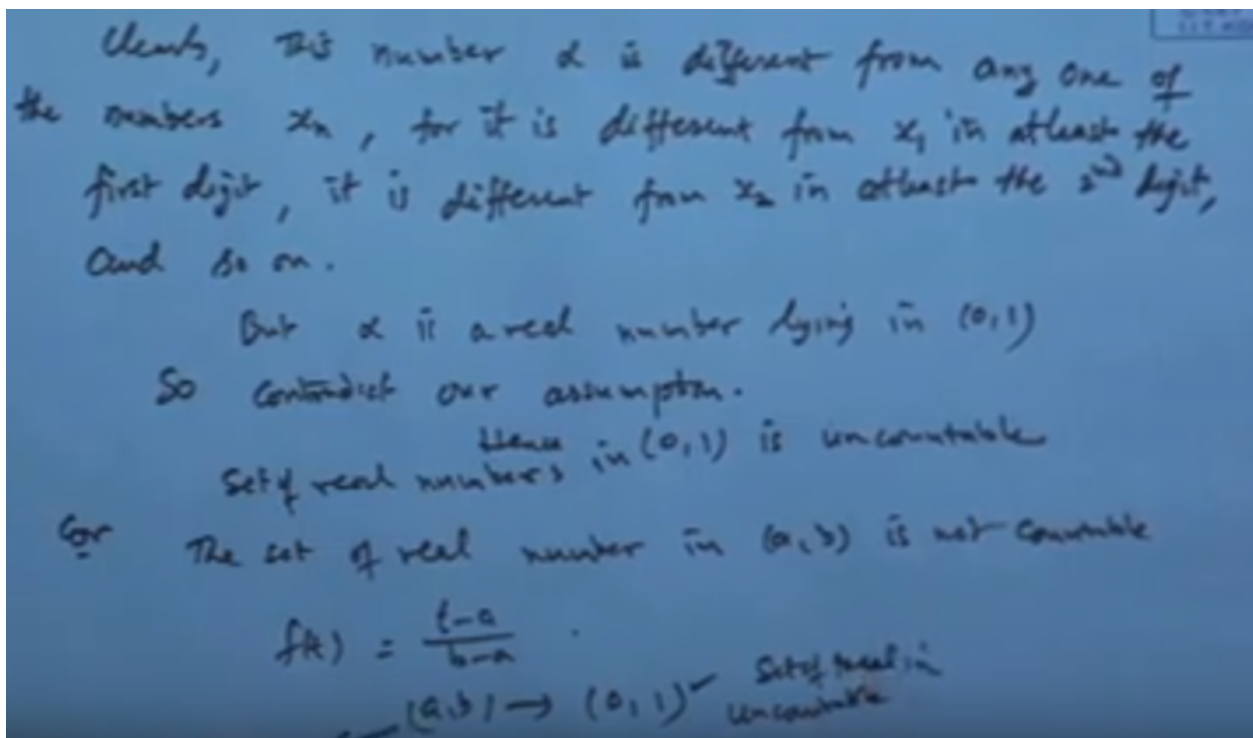 Clearly, this number α is different from any one of
the numbers xₙ, for it is different from x₁ in atleast the
first digit, it is different from x₂ in atleast the 2nd digit,
and so on.
But α is a real number lying in (0,1)
So contradict our assumption.
Hence
Set of real numbers in (0,1) is uncountable
Cor The set of real number in (a,b) is not countable
f(t) = (t-a)/(b-a) .
Set of real in
(a,b) → (0,1) uncountable